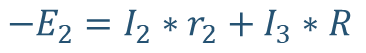 −E₂ = I₂ * r₂ + I₃ * R